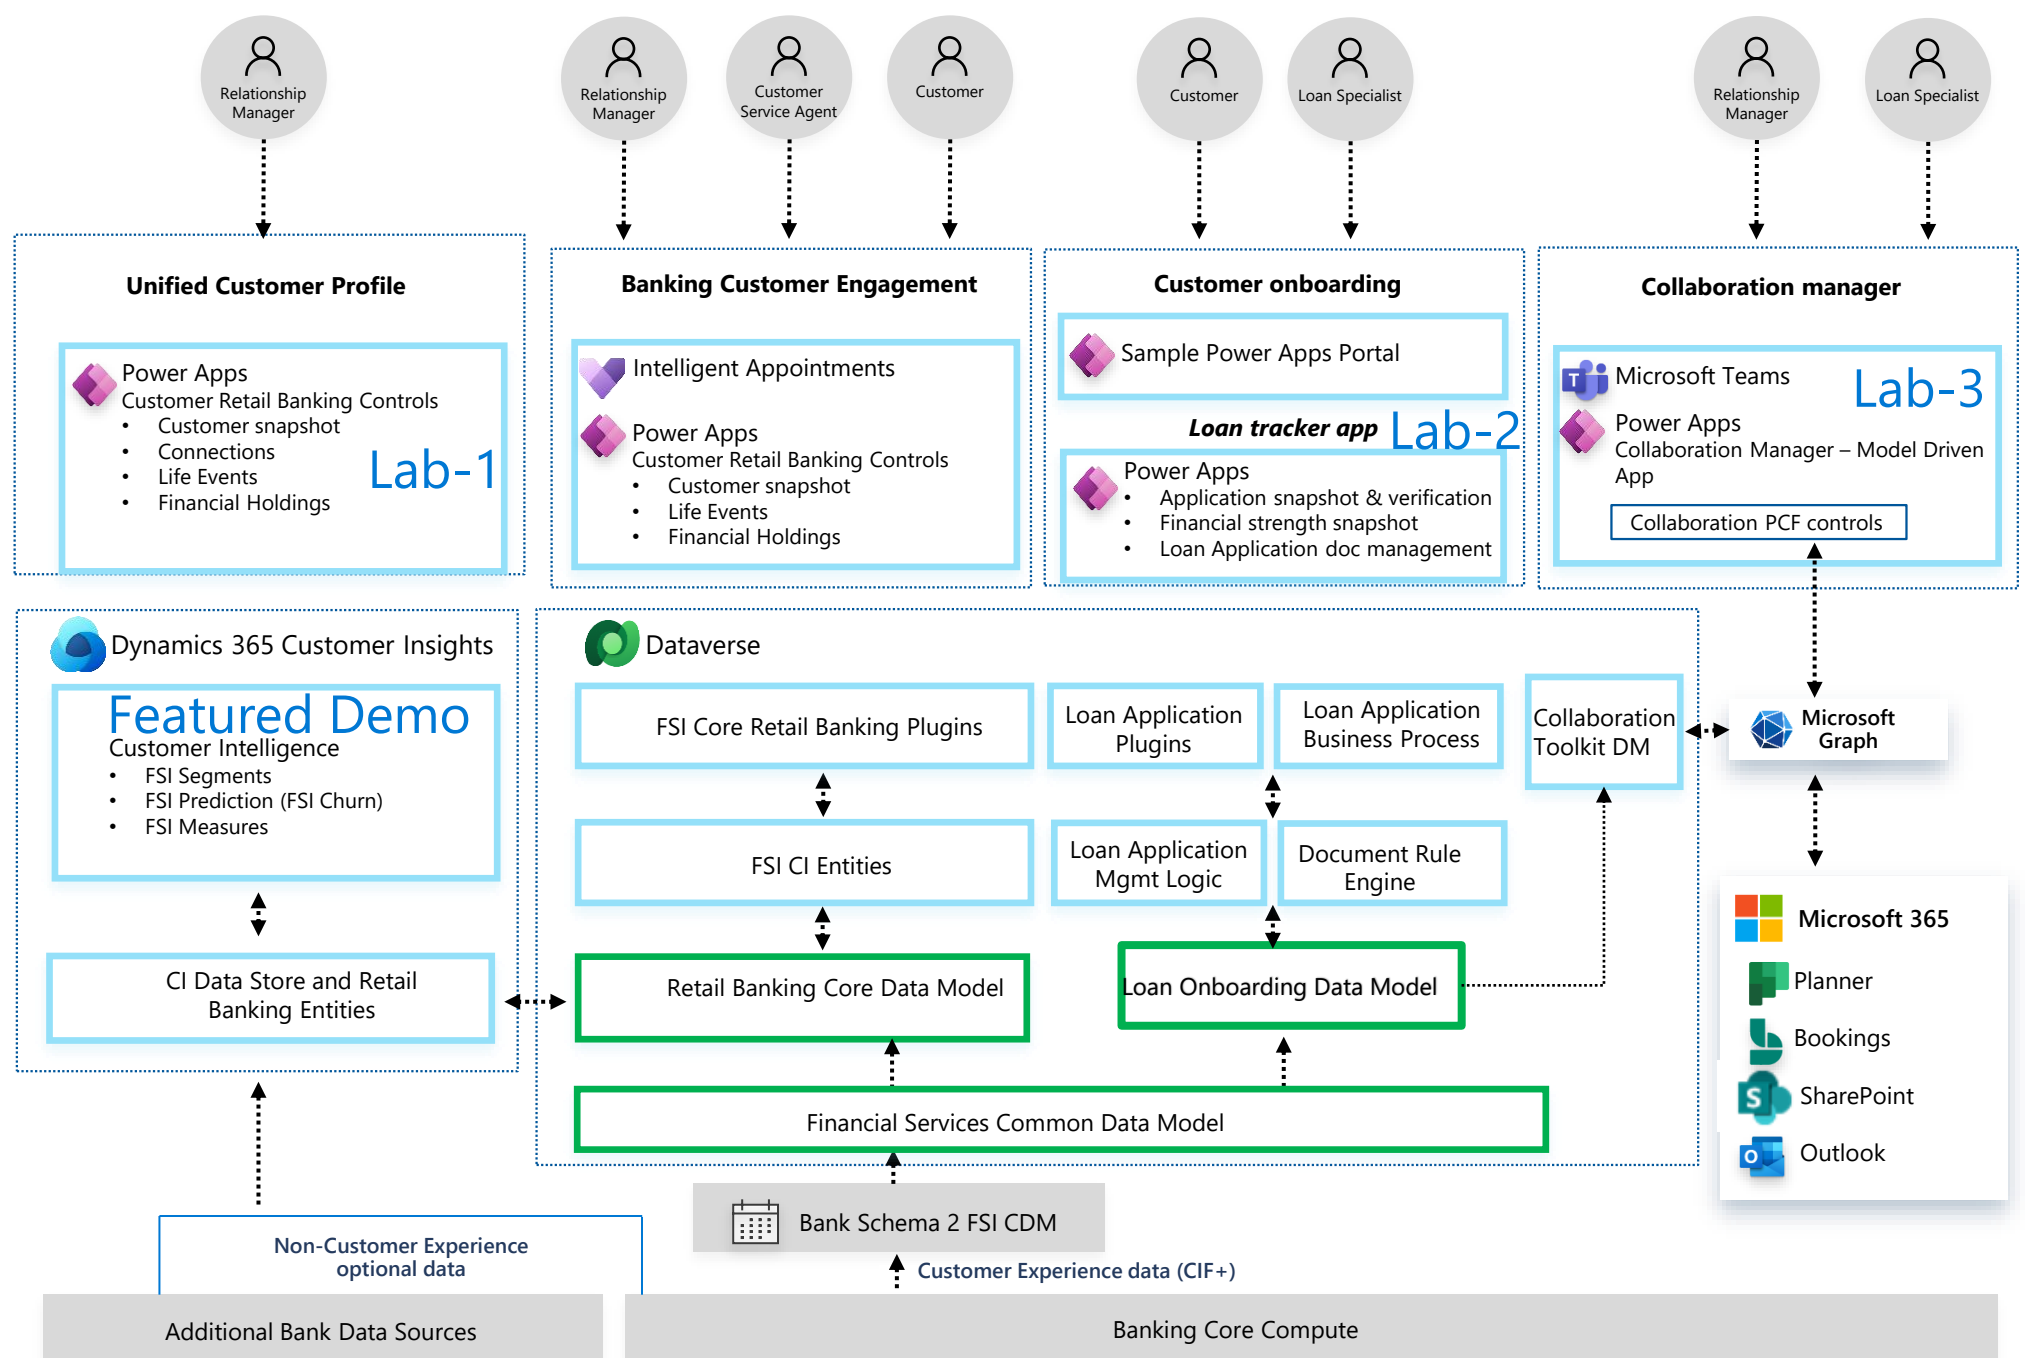 Relationship
Manager
Relationship
Manager
Customer
Service Agent
Customer
Customer
Loan Specialist
Relationship
Manager
Loan Specialist
Unified Customer Profile
Power Apps
Customer Retail Banking Controls
• Customer snapshot
• Connections
• Life Events
• Financial Holdings
Lab-1
Banking Customer Engagement
Intelligent Appointments
Power Apps
Customer Retail Banking Controls
• Customer snapshot
• Life Events
• Financial Holdings
Customer onboarding
Sample Power Apps Portal
Loan tracker app
Lab-2
Power Apps
• Application snapshot & verification
• Financial strength snapshot
• Loan Application doc management
Collaboration manager
T
Microsoft Teams
Lab-3
Power Apps
Collaboration Manager – Model Driven
App
Collaboration PCF controls
Dynamics 365 Customer Insights
Featured Demo
Customer Intelligence
• FSI Segments
• FSI Prediction (FSI Churn)
• FSI Measures
CI Data Store and Retail
Banking Entities
Dataverse
FSI Core Retail Banking Plugins
Loan Application
Plugins
Loan Application
Business Process
Collaboration
Toolkit DM
FSI CI Entities
Loan Application
Mgmt Logic
Document Rule
Engine
Retail Banking Core Data Model
Loan Onboarding Data Model
Financial Services Common Data Model
Microsoft
Graph
Microsoft 365
Planner
Bookings
S
SharePoint
O
Outlook
Bank Schema 2 FSI CDM
Non-Customer Experience
optional data
Customer Experience data (CIF+)
Additional Bank Data Sources
Banking Core Compute